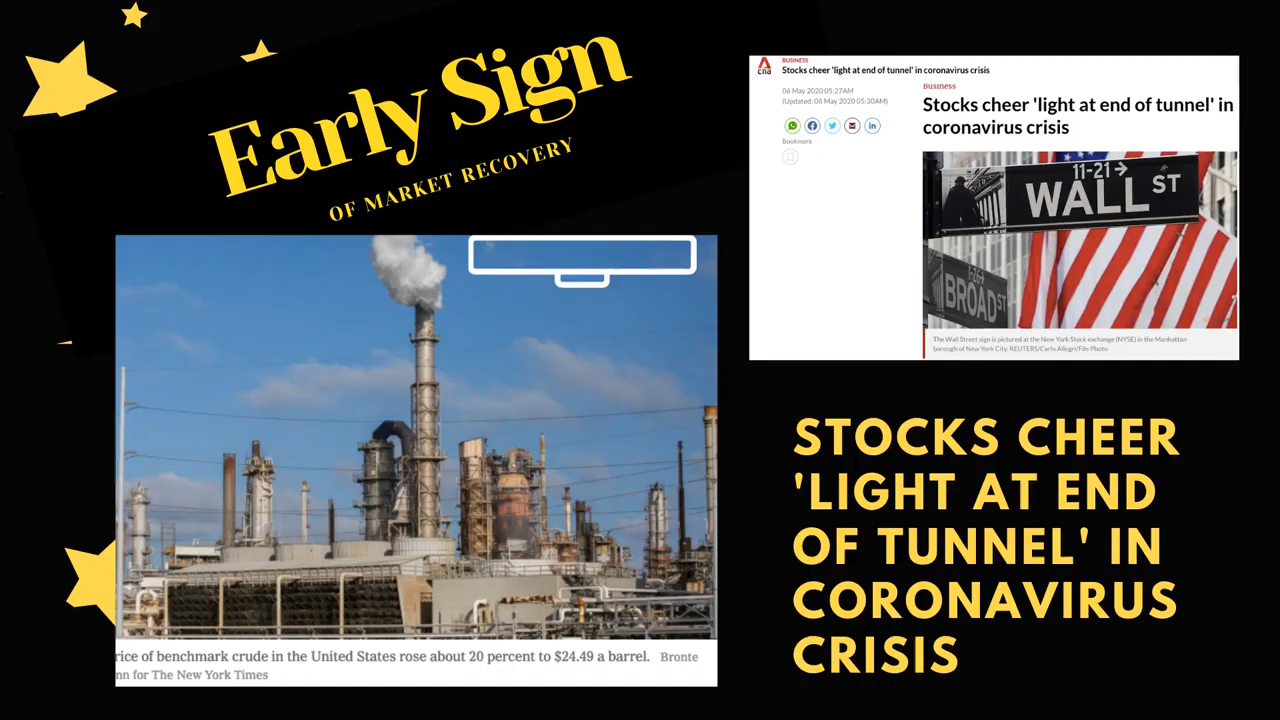 Early Sign
OF MARKET RECOVERY
cna
BUSINESS
Stocks cheer 'light at end of tunnel' in coronavirus crisis
06 May 2020 05:27AM
(Updated: 06 May 2020 05:30AM)
Bookmark
Business
Stocks cheer 'light at end of tunnel' in
coronavirus crisis
11-21 →
WALL ST
1-26→
BROAD ST
The Wall Street sign is pictured at the New York Stock exchange (NYSE) in the Manhattan
borough of New York City. REUTERS/Carlo Allegri/File Photo
STOCKS CHEER
'LIGHT AT END
OF TUNNEL' IN
CORONAVIRUS
CRISIS
rice of benchmark crude in the United States rose about 20 percent to $24.49 a barrel. Bronte
nn for The New York Times